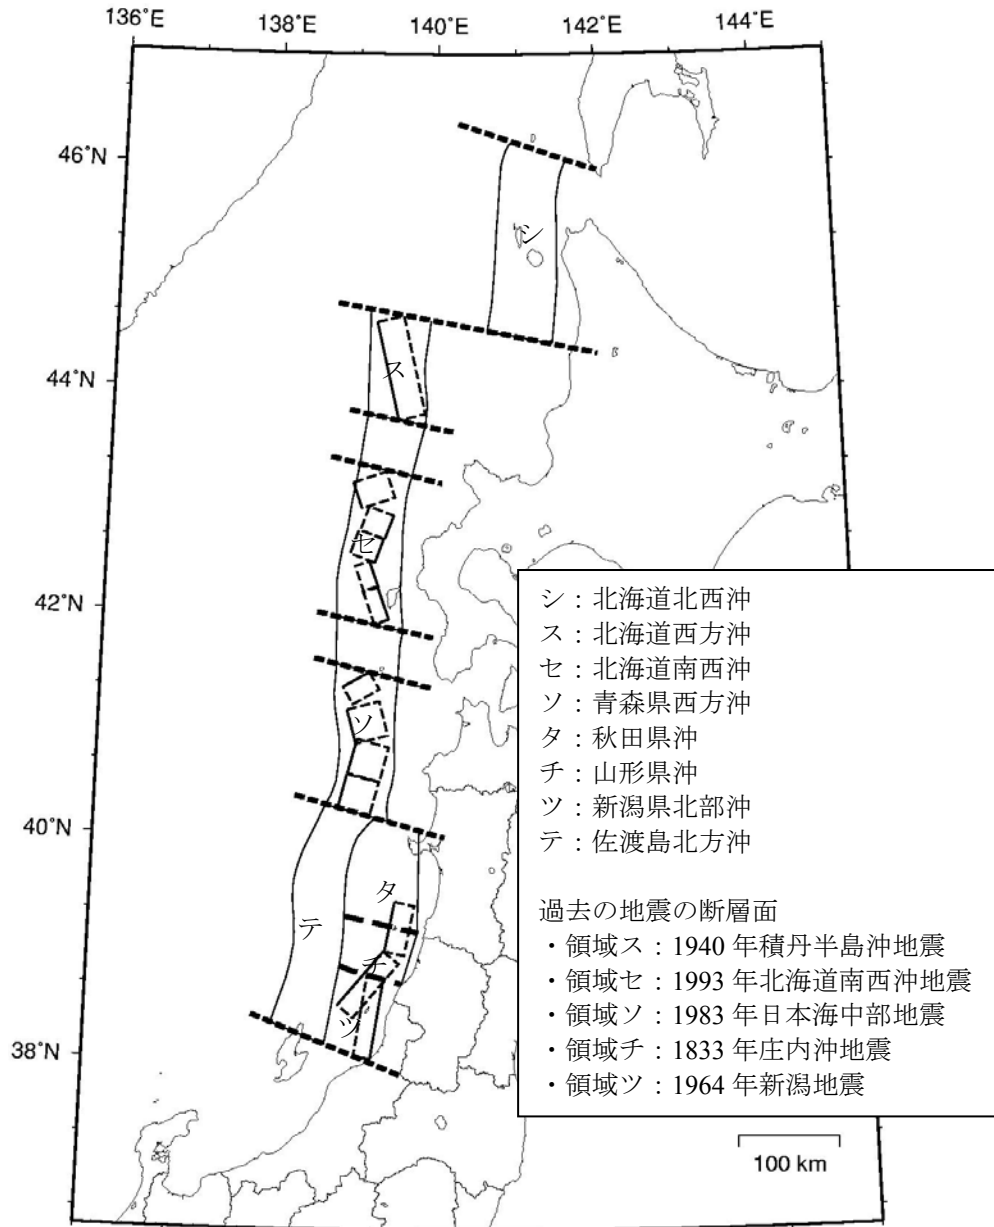 136˚E 138˚E 140˚E 142˚E 144˚E
46˚N
シ
44˚N
ス
セ
42˚N
ソ
40˚N
タ
テ
チ
ツ
38˚N
シ：北海道北西沖
ス：北海道西方沖
セ：北海道南西沖
ソ：青森県西方沖
タ：秋田県沖
チ：山形県沖
ツ：新潟県北部沖
テ：佐渡島北方沖
過去の地震の断層面
・領域ス：1940 年積丹半島沖地震
・領域セ：1993 年北海道南西沖地震
・領域ソ：1983 年日本海中部地震
・領域チ：1833 年庄内沖地震
・領域ツ：1964 年新潟地震
100 km